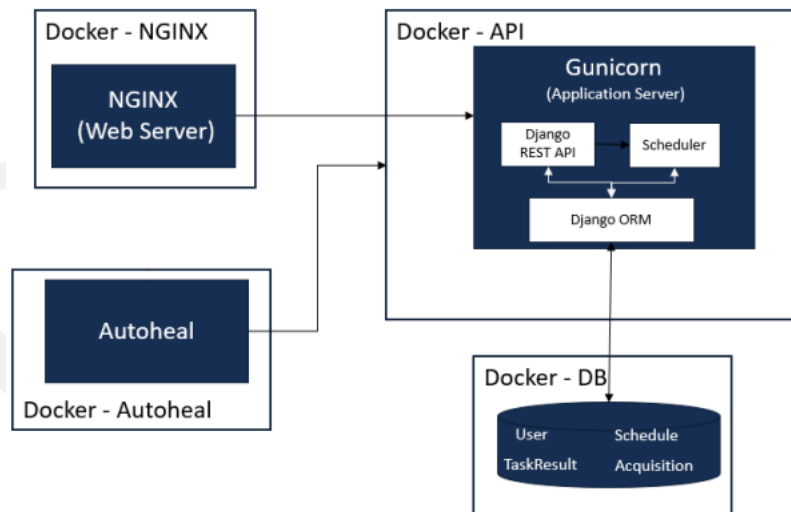 Docker - NGINX
NGINX
(Web Server)
Docker - API
Gunicorn
(Application Server)
Django
REST API
Scheduler
Django ORM
Autoheal
Docker - Autoheal
Docker - DB
User
Schedule
TaskResult
Acquisition